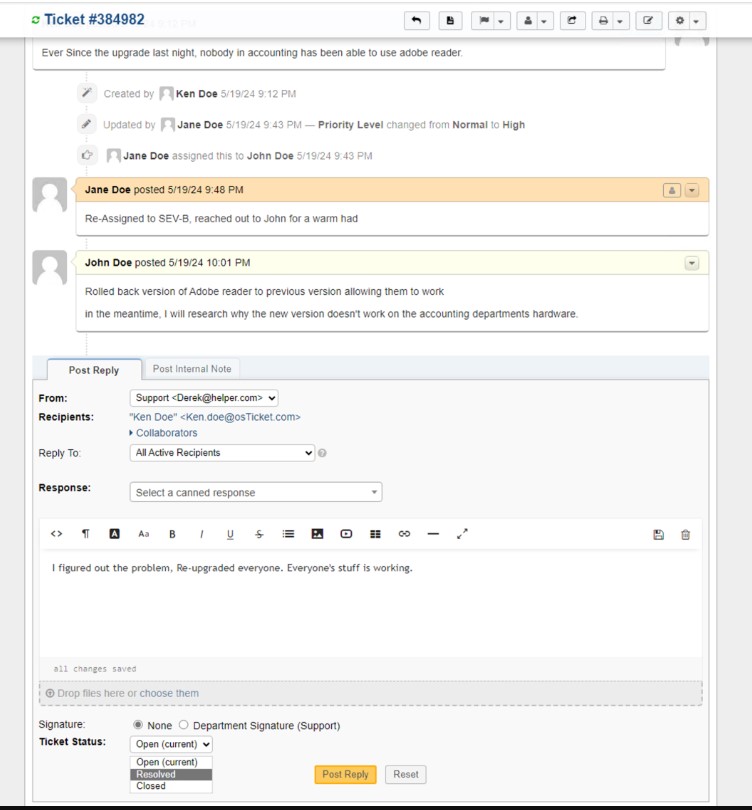 Ticket #384982
Ever Since the upgrade last night, nobody in accounting has been able to use adobe reader.
Created by Ken Doe 5/19/24 9:12 PM
Updated by Jane Doe 5/19/24 9:43 PM — Priority Level changed from Normal to High
Jane Doe assigned this to John Doe 5/19/24 9:43 PM
Jane Doe posted 5/19/24 9:48 PM
Re-Assigned to SEV-B, reached out to John for a warm had
John Doe posted 5/19/24 10:01 PM
Rolled back version of Adobe reader to previous version allowing them to work
in the meantime, I will research why the new version doesn't work on the accounting departments hardware.
Post Reply Post Internal Note
From: Support <Derek@helper.com>
Recipients: "Ken Doe" <Ken.doe@osTicket.com>
Collaborators
Reply To: All Active Recipients
Response: Select a canned response
Aa B I U S
I figured out the problem, Re-upgraded everyone. Everyone's stuff is working.
all changes saved
Drop files here or choose them
Signature: None Department Signature (Support)
Ticket Status: Open (current)
Open (current)
Resolved
Closed
Post Reply Reset